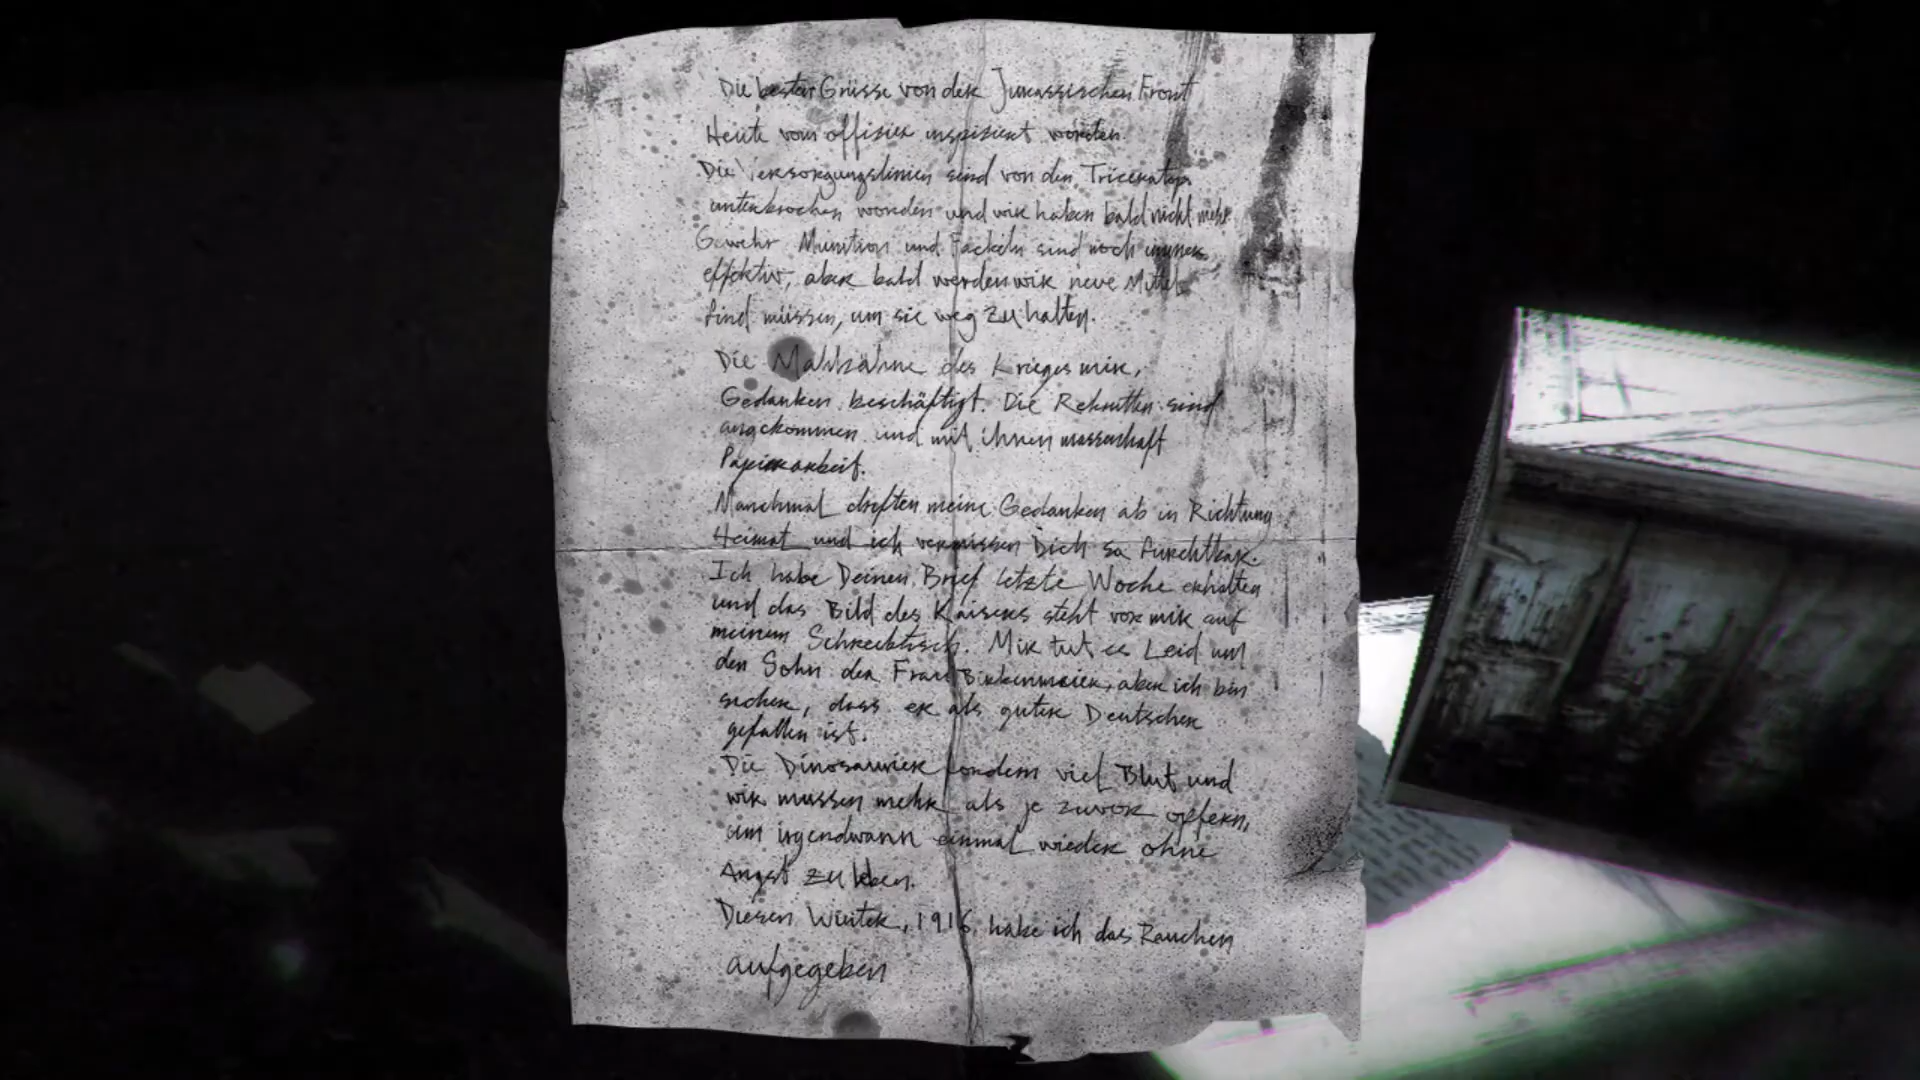 Die besten Grüsse von der Jurassischen Front
Heute vom offizier inspiziert worden.
Die Versorgungslinien sind von den Triceratops
unterbrochen worden und wir haben bald nicht mehr
Gewehr Munition und Fackeln sind noch immer
effektiv, aber bald werden wir neue Mittel
find müssen, um sie weg zu halten.
Die Mahlzähne des Krieges mir,
Gedanken beschäftigt. Die Rekrutten sind
angekommen und mit ihnen massenhaft
Papierarbeit.
Manchmal driften meine Gedanken ab in Richtung
Heimat und ich vermissen Dich so furchtbar.
Ich habe Deinen Brief letzte Woche erhalten
und das Bild des Kaisers steht vor mir auf
meinem Schreibtisch. Mir tut es Leid um
den Sohn der Frau Birkenmeier, aber ich bin
sicher, dass er als guter Deutscher
gefallen ist.
Die Dinosaurier fordern viel Blut und
wir mussen mehr als je zuvor opfern,
um irgendwann einmal wieder ohne
Angst zu leben.
Diesen Winter, 1916, habe ich das Rauchen
aufgegeben